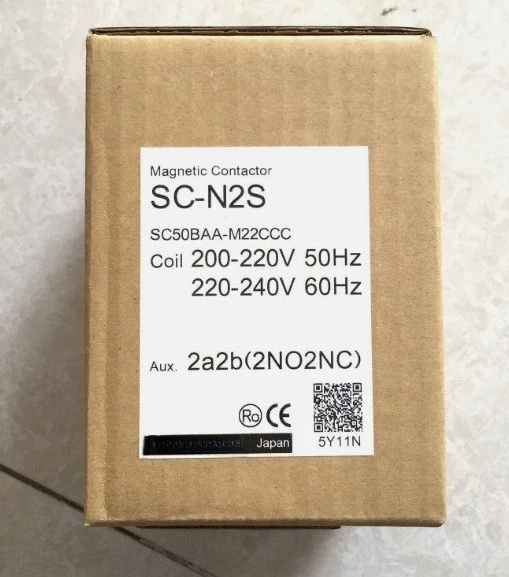 Magnetic Contactor
SC-N2S
SC50BAA-M22CCC
Coil 200-220V 50Hz
220-240V 60Hz
Aux. 2a2b(2NO2NC)
Ro CE
Japan
5Y11N